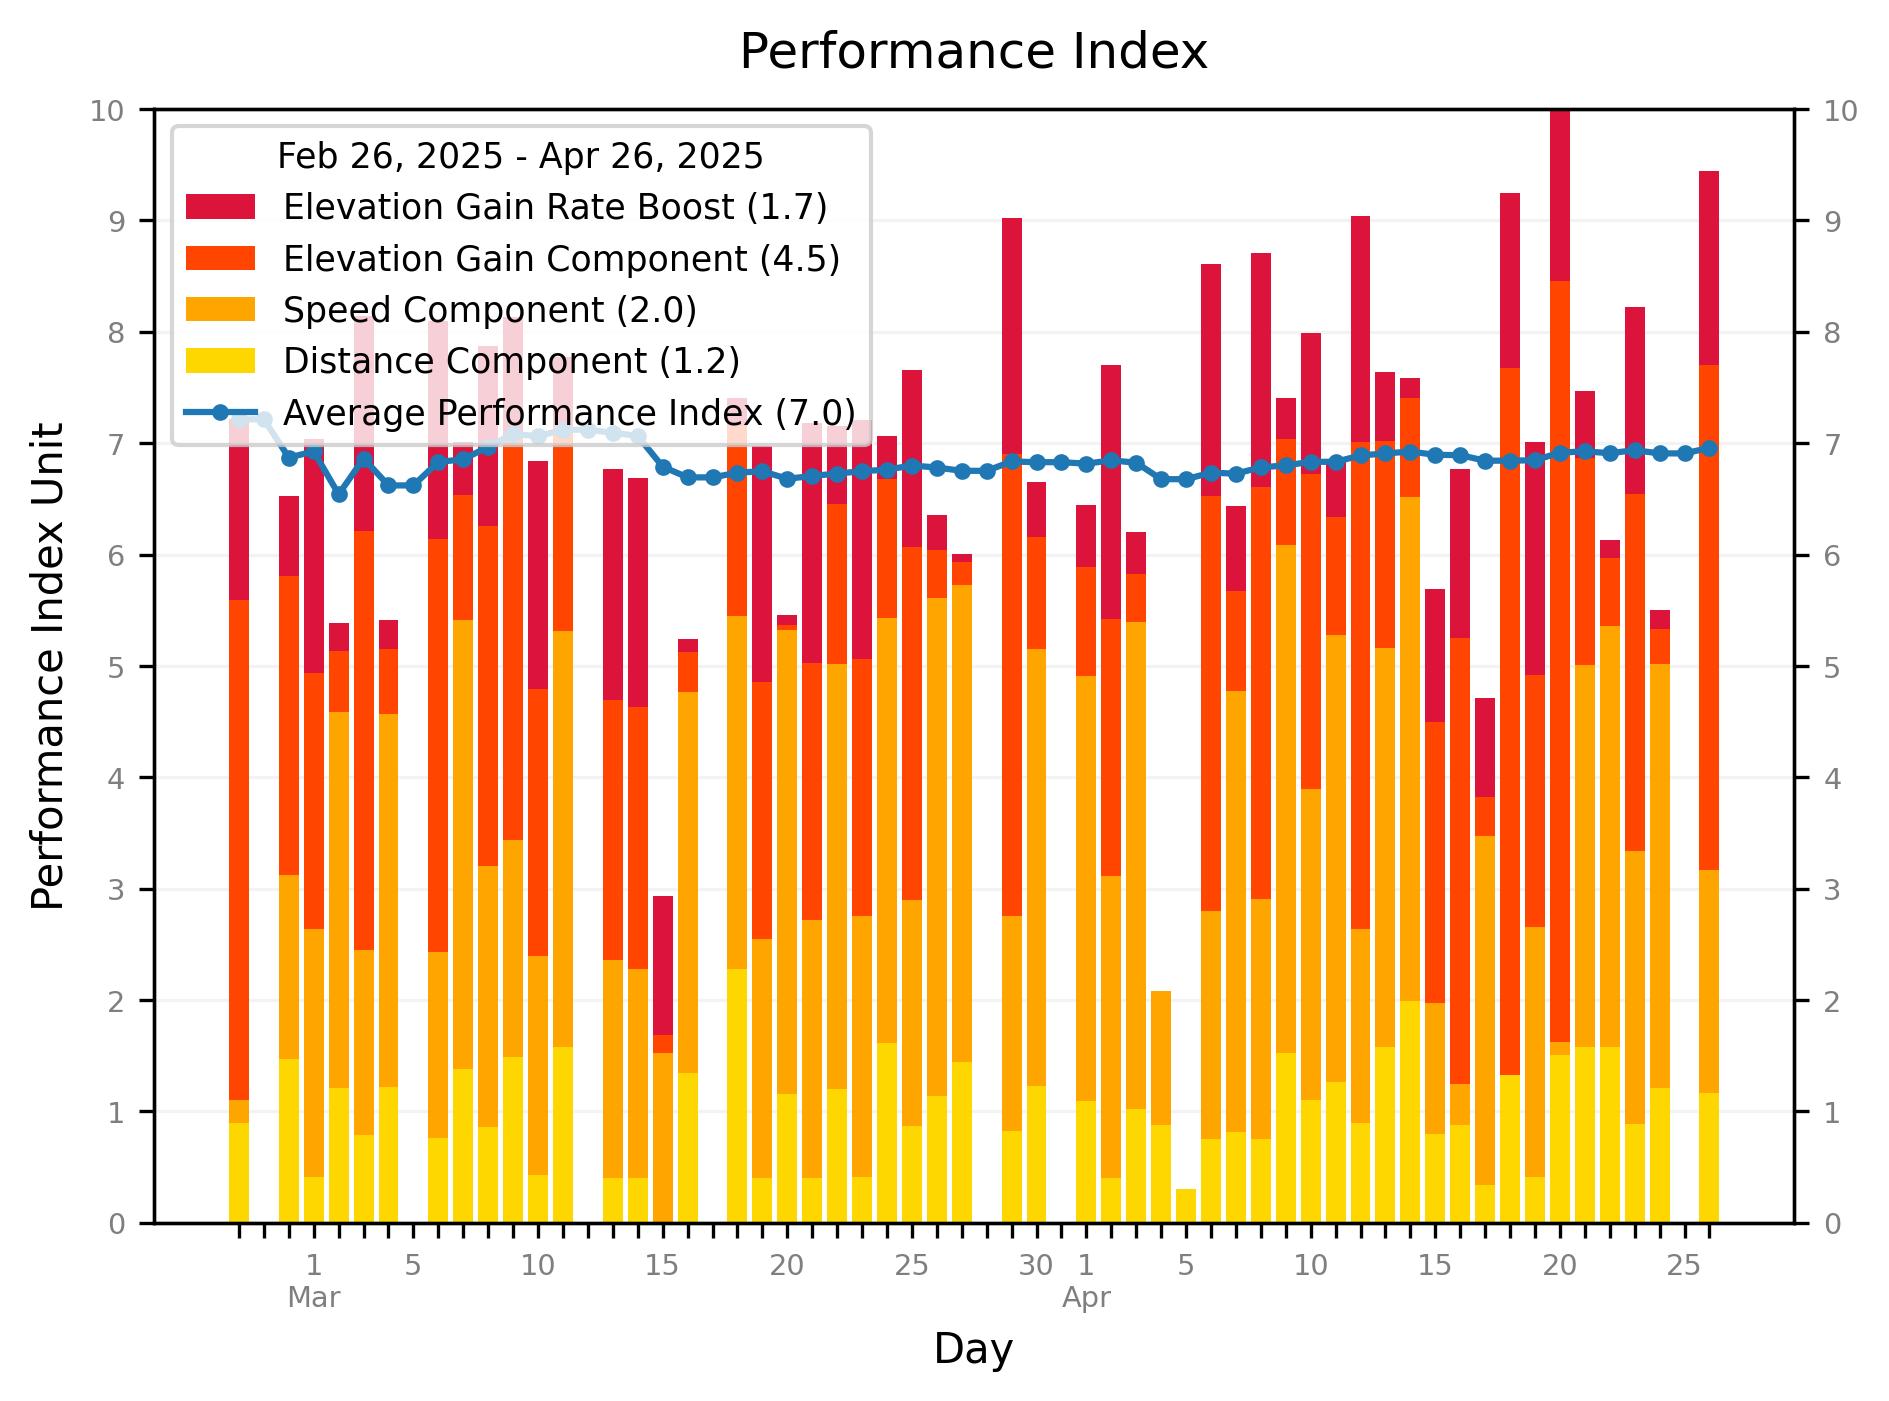 Performance Index
Performance Index Unit
10
9
8
7
6
5
4
3
2
1
0
10
9
8
7
6
5
4
3
2
1
0
Feb 26, 2025 - Apr 26, 2025
Elevation Gain Rate Boost (1.7)
Elevation Gain Component (4.5)
Speed Component (2.0)
Distance Component (1.2)
Average Performance Index (7.0)
1 5 10 15 20 25 30 1 5 10 15 20 25
Mar Apr
Day